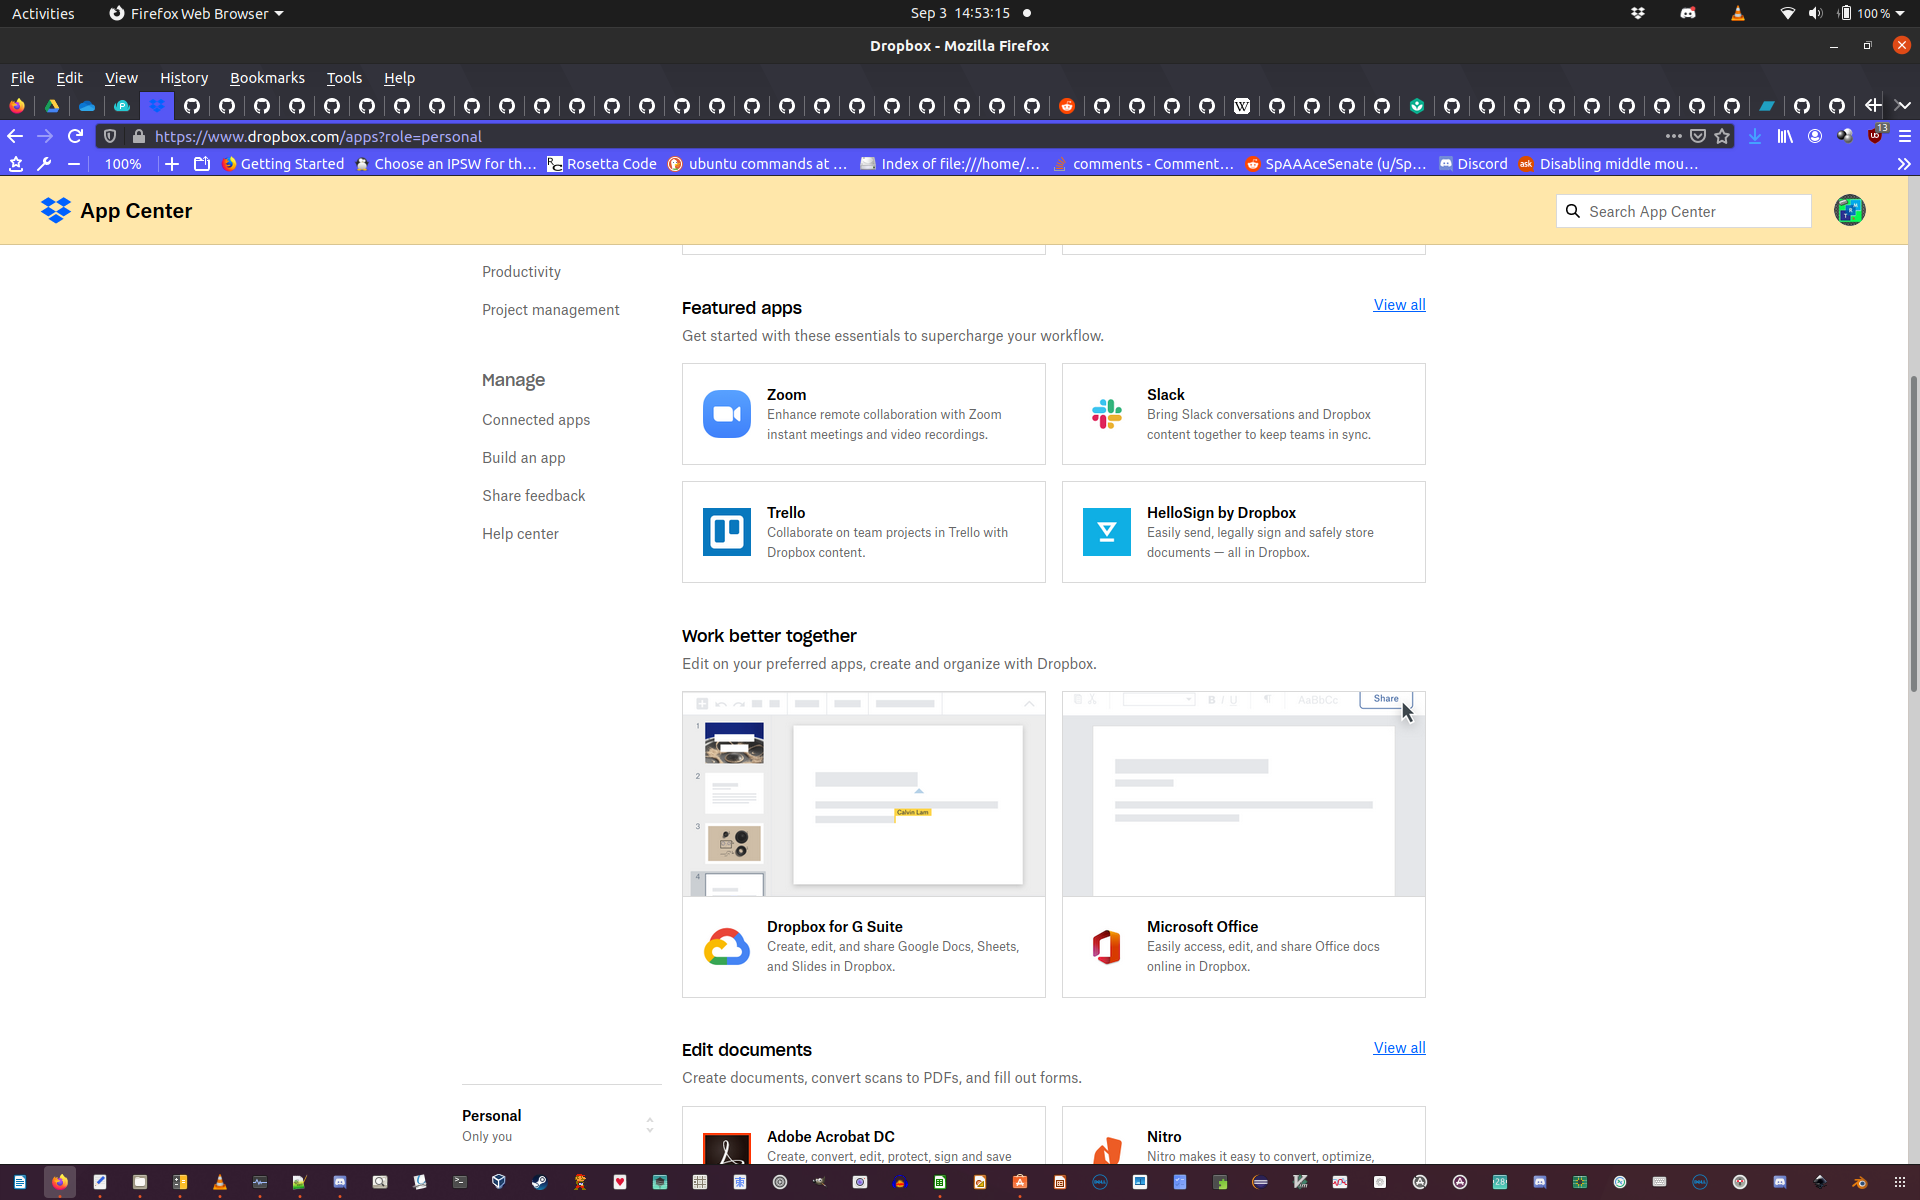 Activities
Firefox Web Browser
Sep 3 14:53:15
100 %
Dropbox - Mozilla Firefox
File Edit View History Bookmarks Tools Help
https://www.dropbox.com/apps?role=personal
13
100%
Getting Started
Choose an IPSW for th…
Rosetta Code
ubuntu commands at …
Index of file:///home/…
comments - Comment…
SpAAAceSenate (u/Sp…
Discord
Disabling middle mou…
App Center
Search App Center
Productivity
Project management
Manage
Connected apps
Build an app
Share feedback
Help center
Featured apps
View all
Get started with these essentials to supercharge your workflow.
Zoom
Enhance remote collaboration with Zoom
instant meetings and video recordings.
Slack
Bring Slack conversations and Dropbox
content together to keep teams in sync.
Trello
Collaborate on team projects in Trello with
Dropbox content.
HelloSign by Dropbox
Easily send, legally sign and safely store
documents — all in Dropbox.
Work better together
Edit on your preferred apps, create and organize with Dropbox.
1
2
3
4
Calvin Lam
B I U
AaBbCc
Share
Dropbox for G Suite
Create, edit, and share Google Docs, Sheets,
and Slides in Dropbox.
Microsoft Office
Easily access, edit, and share Office docs
online in Dropbox.
Edit documents
View all
Create documents, convert scans to PDFs, and fill out forms.
Adobe Acrobat DC
Create, convert, edit, protect, sign and save
Nitro
Nitro makes it easy to convert, optimize,
Personal
Only you